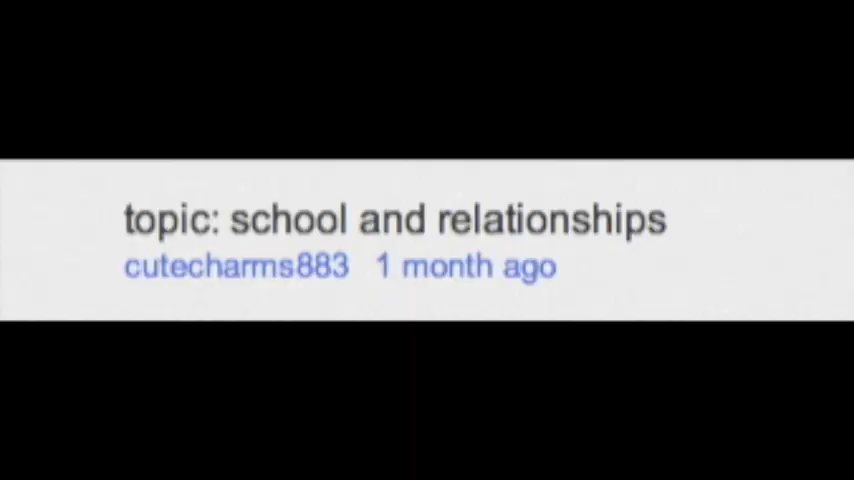 topic: school and relationships
cutecharms883 1 month ago